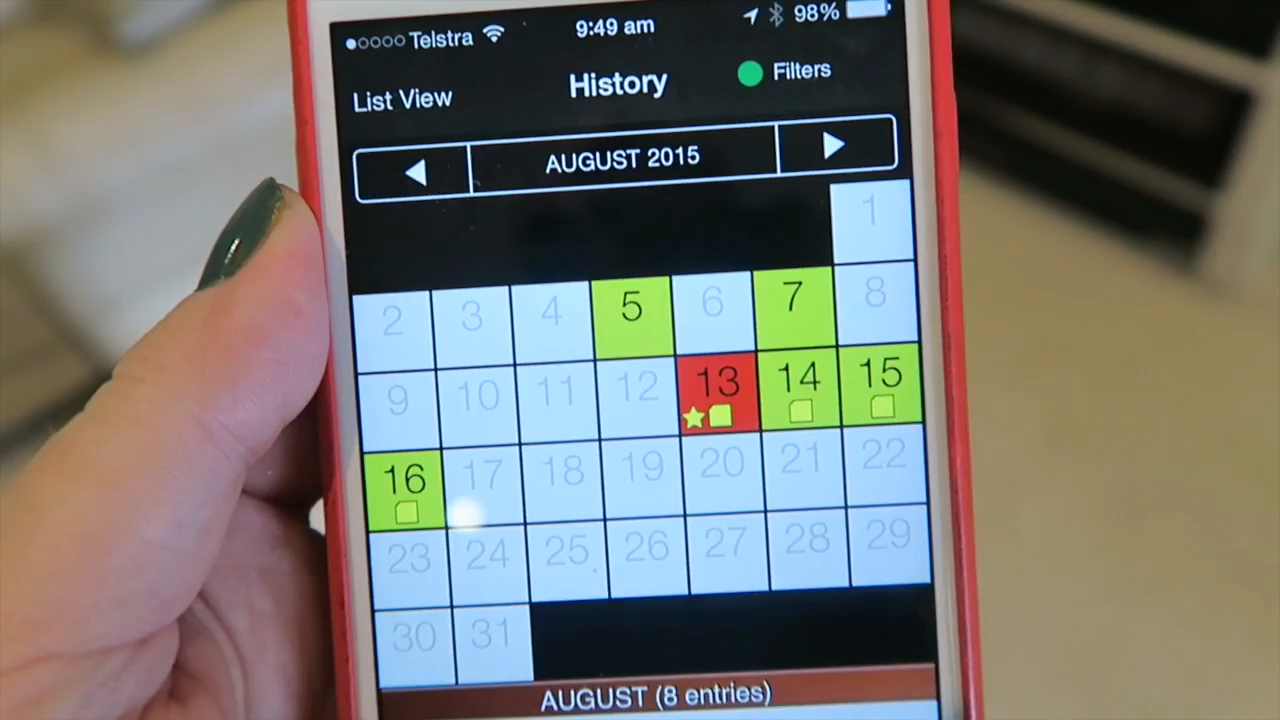 Telstra 9:49 am 98%
List View History Filters
AUGUST 2015
1
2 3 4 5 6 7 8
9 10 11 12 13 14 15
16 17 18 19 20 21 22
23 24 25 26 27 28 29
30 31
AUGUST (8 entries)